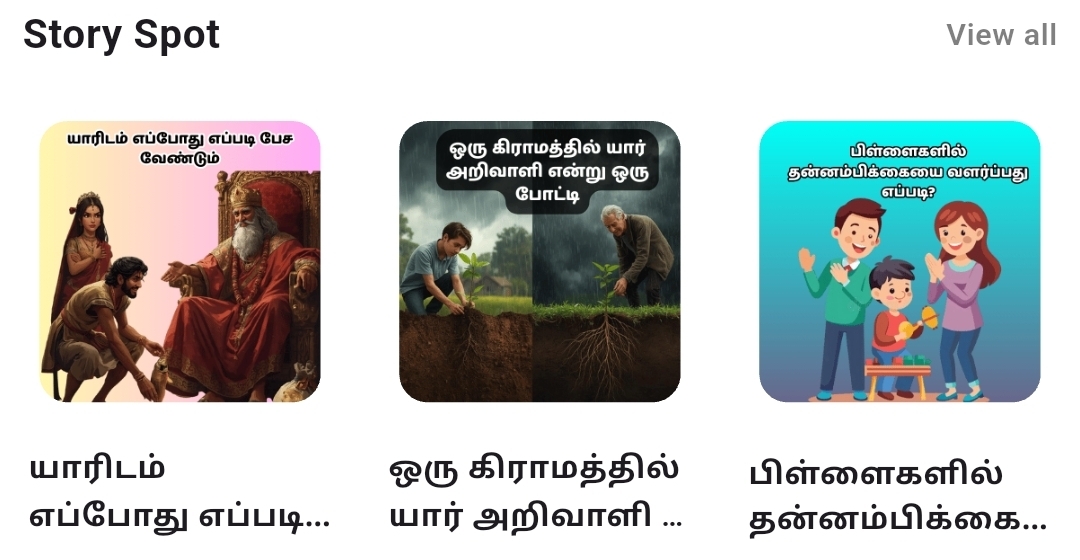 Story Spot
View all
யாரிடம் எப்போது எப்படி பேச
வேண்டும்
ஒரு கிராமத்தில் யார்
அறிவாளி என்று ஒரு
போட்டி
பிள்ளைகளில்
தன்னம்பிக்கையை வளர்ப்பது
எப்படி?
யாரிடம்
எப்போது எப்படி...
ஒரு கிராமத்தில்
யார் அறிவாளி ...
பிள்ளைகளில்
தன்னம்பிக்கை...